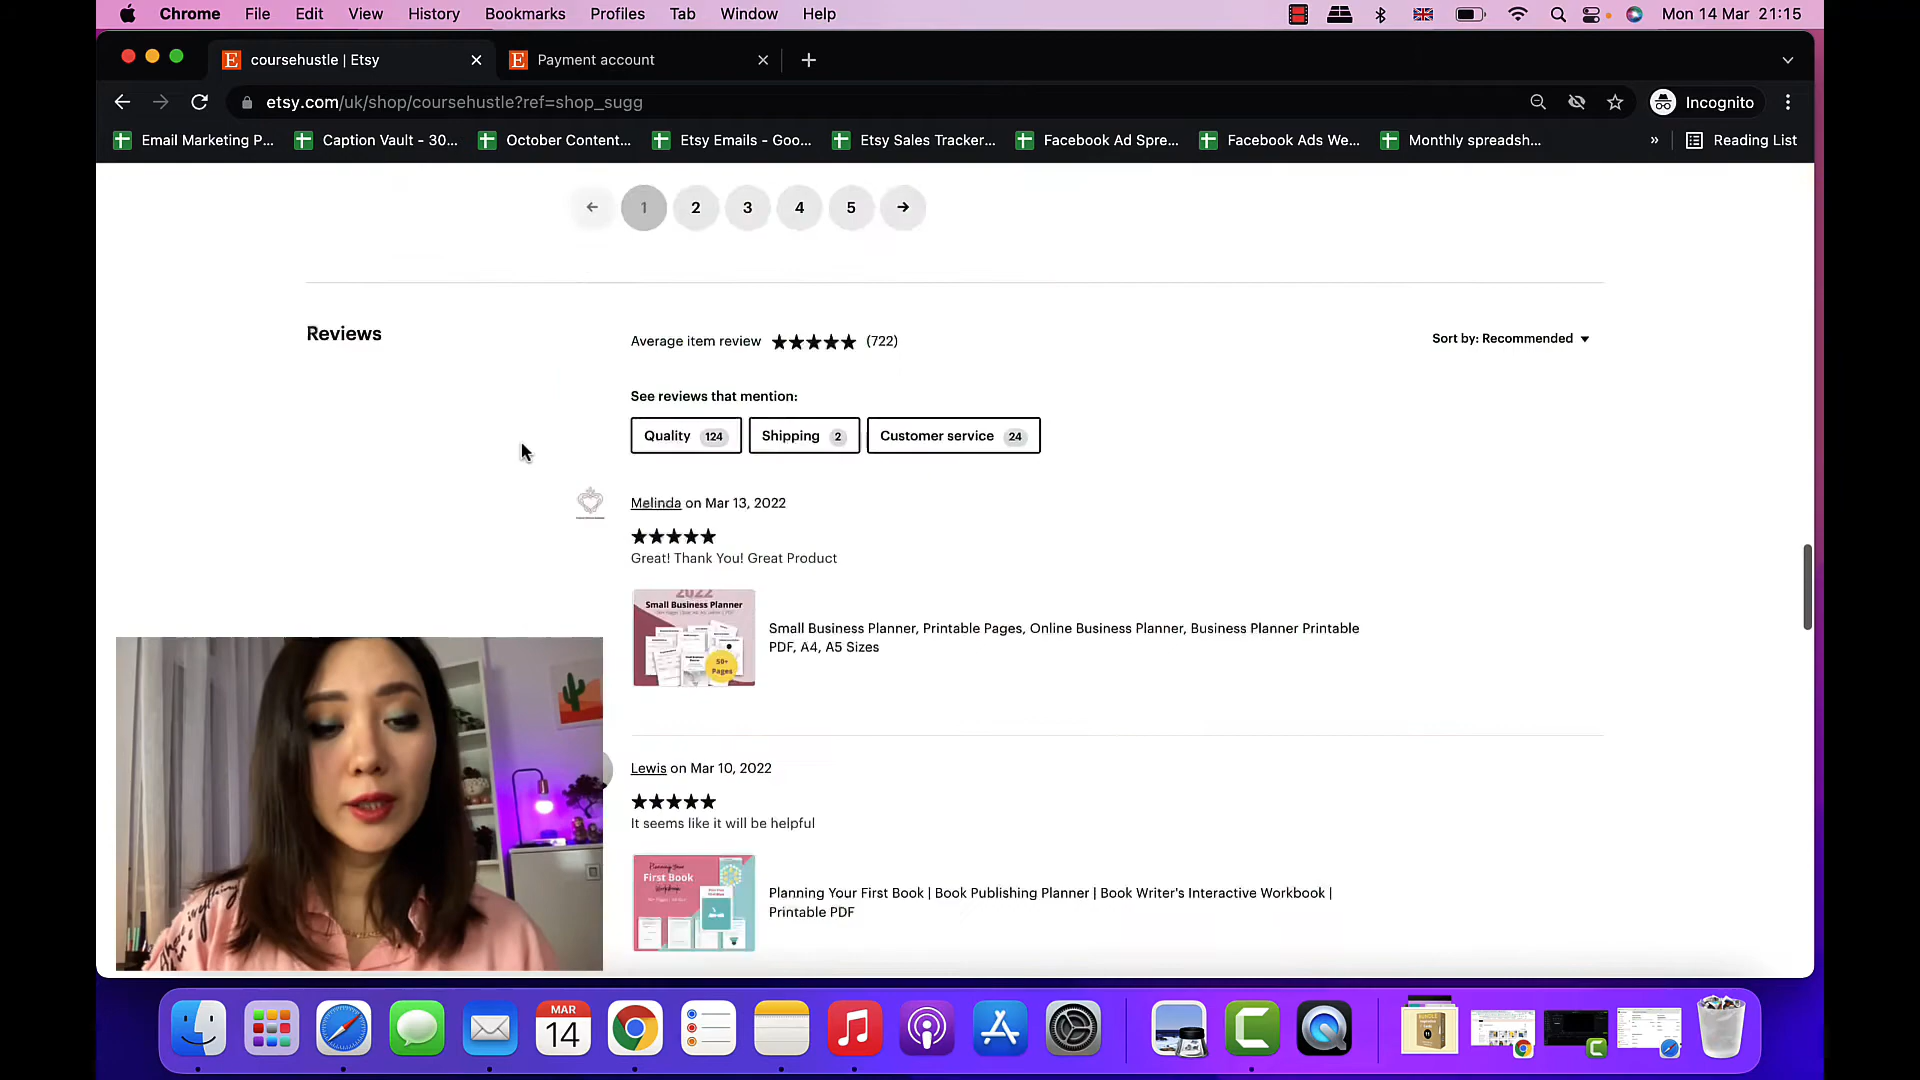 Chrome File Edit View History Bookmarks Profiles Tab Window Help Mon 14 Mar 21:15
coursehustle | Etsy
Payment account
etsy.com/uk/shop/coursehustle?ref=shop_sugg
Incognito
Email Marketing P...
Caption Vault - 30...
October Content...
Etsy Emails - Goo...
Etsy Sales Tracker...
Facebook Ad Spre...
Facebook Ads We...
Monthly spreadsh...
»
Reading List
1 2 3 4 5
Reviews
Average item review ★★★★★ (722)
Sort by: Recommended
See reviews that mention:
Quality 124
Shipping 2
Customer service 24
Melinda on Mar 13, 2022
★★★★★
Great! Thank You! Great Product
2022
Small Business Planner
50+
Pages
Small Business Planner, Printable Pages, Online Business Planner, Business Planner Printable
PDF, A4, A5 Sizes
Lewis on Mar 10, 2022
★★★★★
It seems like it will be helpful
Planning Your
First Book
Workbook
Planning Your First Book | Book Publishing Planner | Book Writer's Interactive Workbook |
Printable PDF
MAR
14